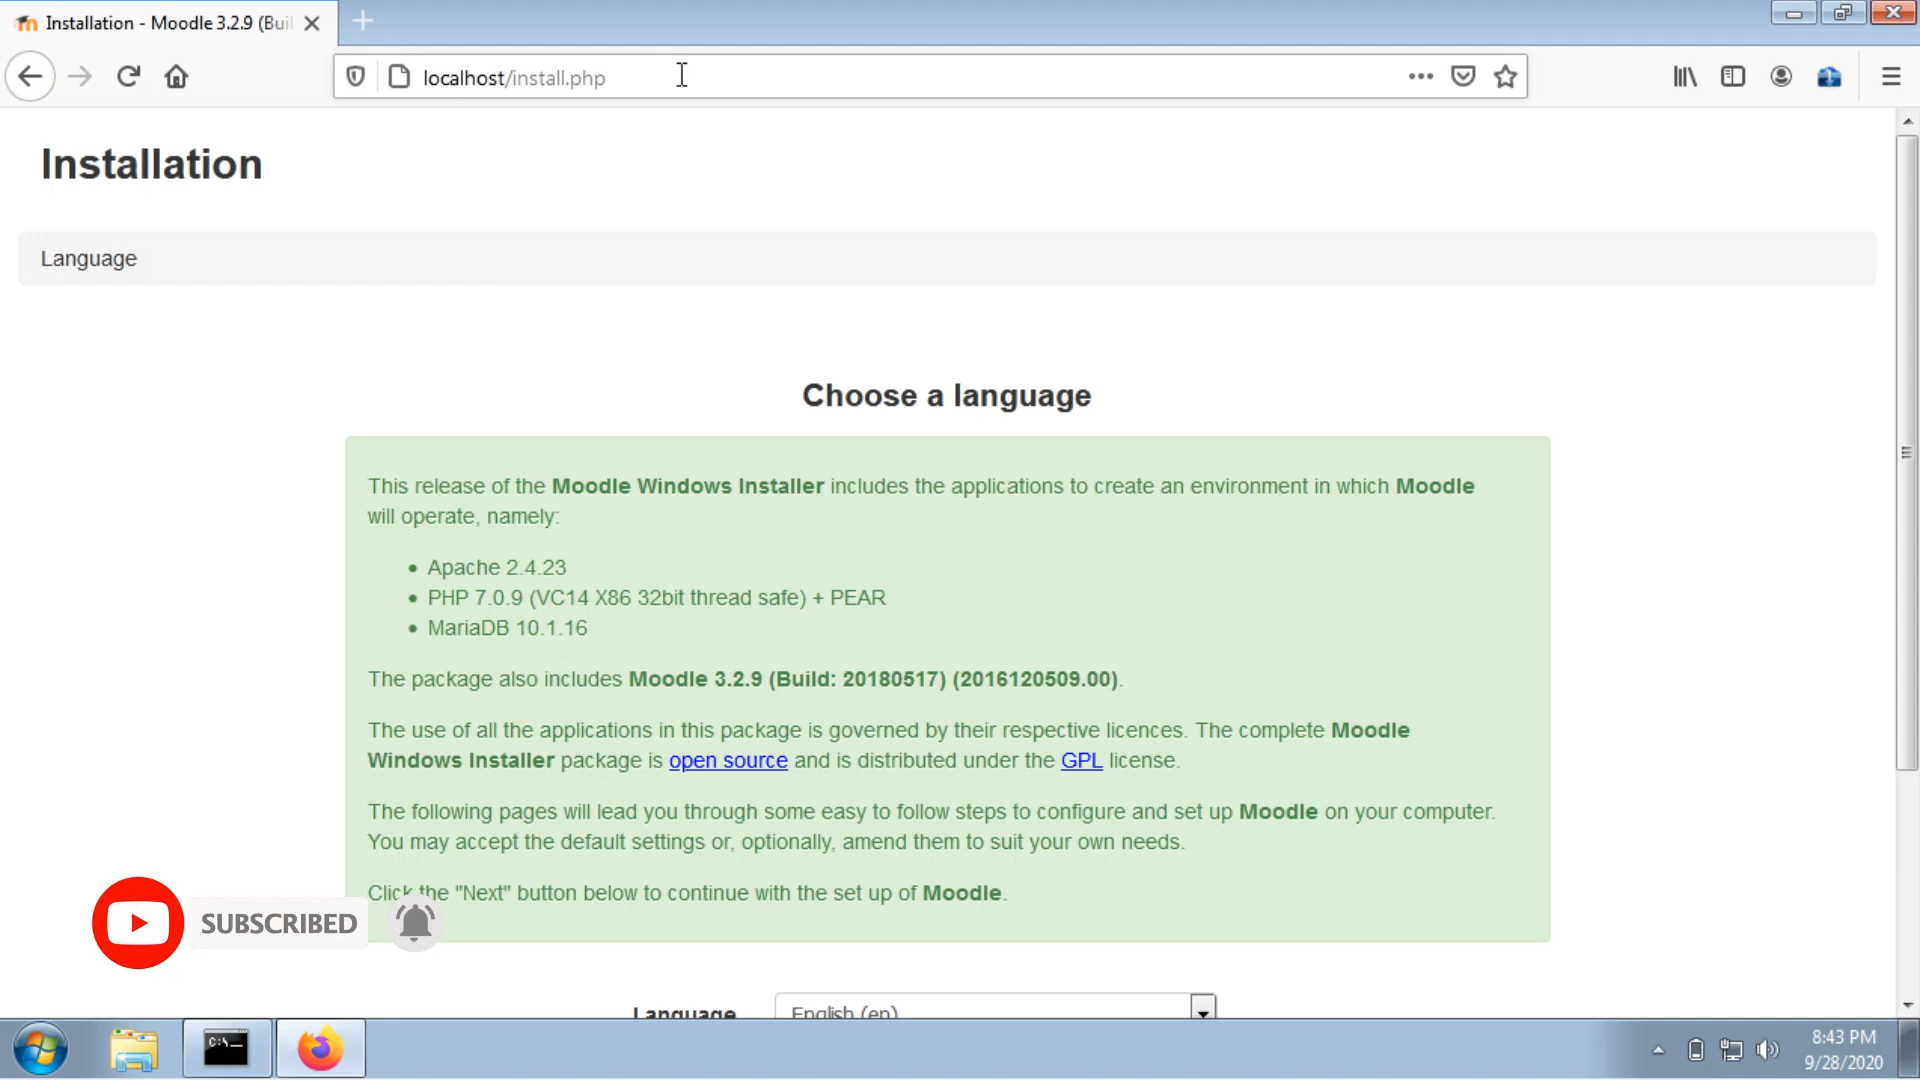 Installation - Moodle 3.2.9 (Buil
localhost/install.php
Installation
Language
Choose a language
This release of the Moodle Windows Installer includes the applications to create an environment in which Moodle
will operate, namely:
Apache 2.4.23
PHP 7.0.9 (VC14 X86 32bit thread safe) + PEAR
MariaDB 10.1.16
The package also includes Moodle 3.2.9 (Build: 20180517) (2016120509.00).
The use of all the applications in this package is governed by their respective licences. The complete Moodle
Windows Installer package is open source and is distributed under the GPL license.
The following pages will lead you through some easy to follow steps to configure and set up Moodle on your computer.
You may accept the default settings or, optionally, amend them to suit your own needs.
Click the "Next" button below to continue with the set up of Moodle.
SUBSCRIBED
Language English (en)
C:\-
8:43 PM
9/28/2020